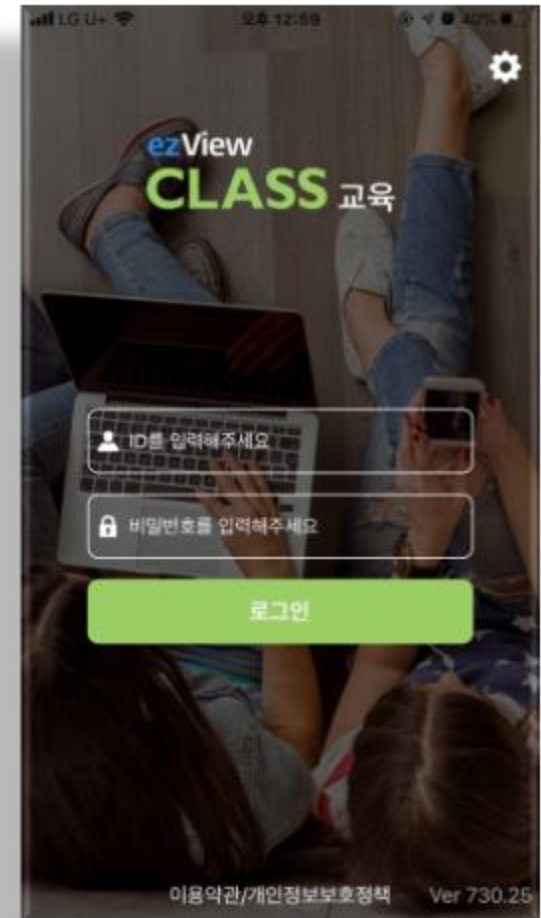 LG U+ 오후 12:59 40%
ezView
CLASS 교육
ID를 입력해주세요
비밀번호를 입력해주세요
로그인
이용약관/개인정보보호정책 Ver 730.25